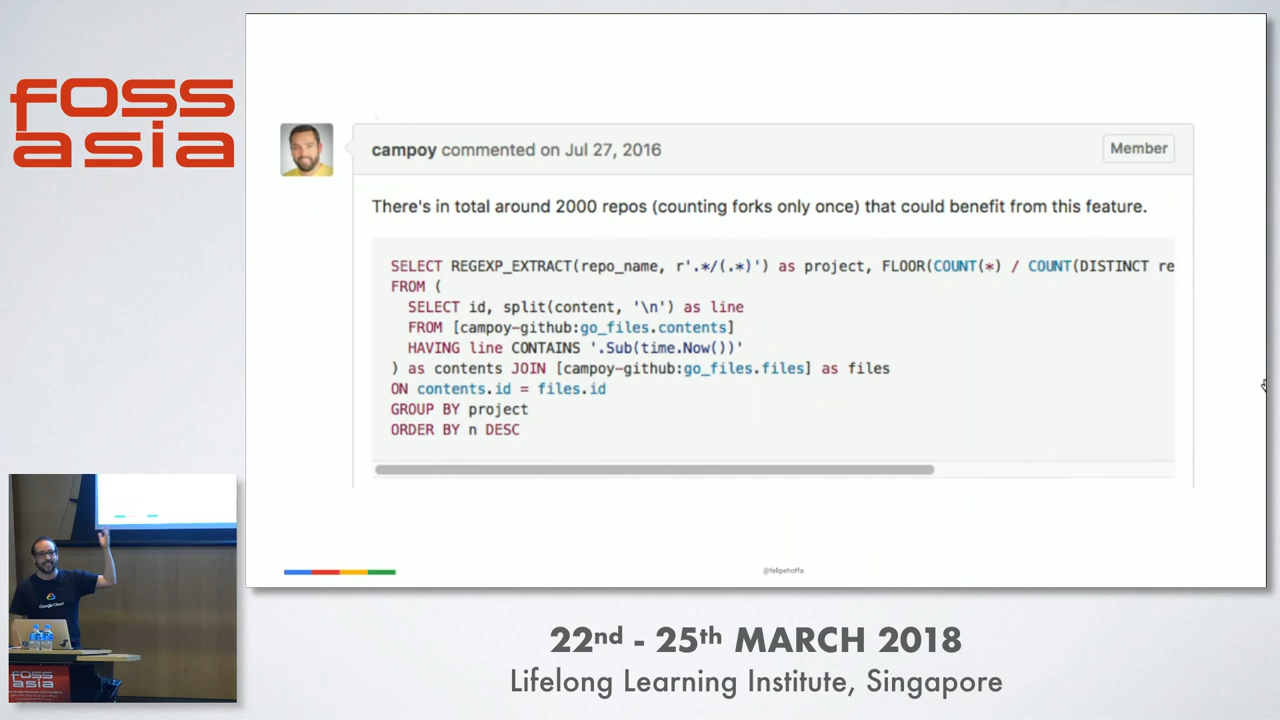 foss
asia
campoy commented on Jul 27, 2016
Member
There's in total around 2000 repos (counting forks only once) that could benefit from this feature.
SELECT REGEXP_EXTRACT(repo_name, r'.*/(.*)') as project, FLOOR(COUNT(*) / COUNT(DISTINCT re
FROM (
SELECT id, split(content, '\n') as line
FROM [campoy-github:go_files.contents]
HAVING line CONTAINS '.Sub(time.Now())'
) as contents JOIN [campoy-github:go_files.files] as files
ON contents.id = files.id
GROUP BY project
ORDER BY n DESC
@felipehoffa
Google Cloud
foss
asia
22nd - 25th MARCH 2018
Lifelong Learning Institute, Singapore